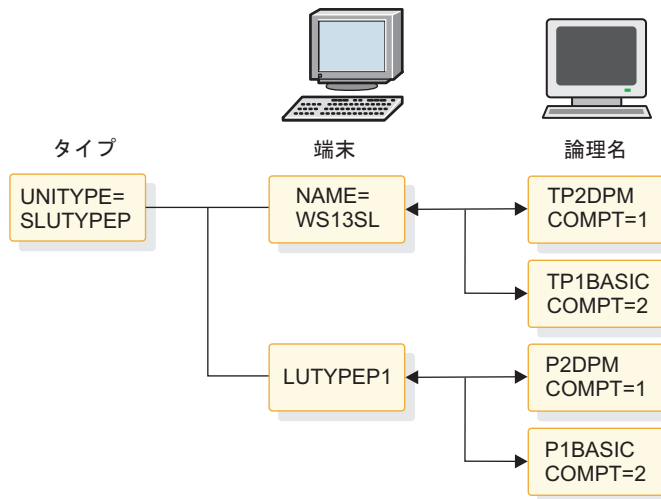 タイプ
端末
論理名
UNITYPE=
SLUTYPEP
NAME=
WS13SL
TP2DPM
COMPT=1
TP1BASIC
COMPT=2
LUTYPEP1
P2DPM
COMPT=1
P1BASIC
COMPT=2